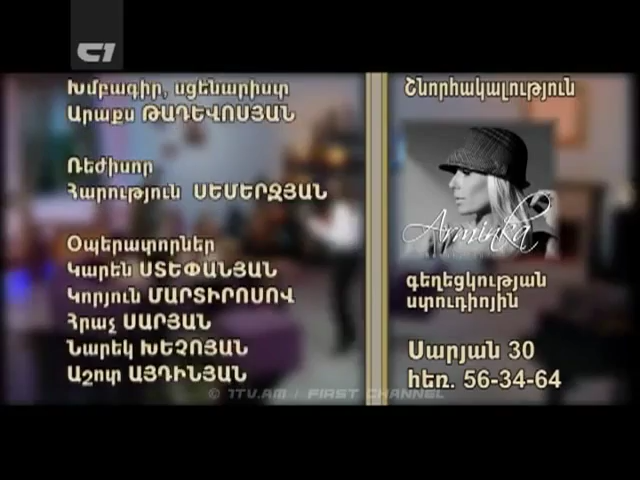 C1
Խմբագիր, սցենարիստ
Արաքս ԹԱԴԵՎՈՍՅԱՆ
Ռեժիսոր
Հարություն ՍԵՄԵՐՋՅԱՆ
Օպերատորներ
Կարեն ՍՏԵՓԱՆՅԱՆ
Կորյուն ՄԱՐՏԻՐՈՍՈՎ
Հրաչ ՍԱՐՅԱՆ
Նարեկ ԽԵՉՈՅԱՆ
Աշոտ ԱՅԴԻՆՅԱՆ
Շնորհակալություն
Arminka
գեղեցկության
ստուդիոյին
Սարյան 30
հեռ. 56-34-64
© 1TV.AM / FIRST CHANNEL